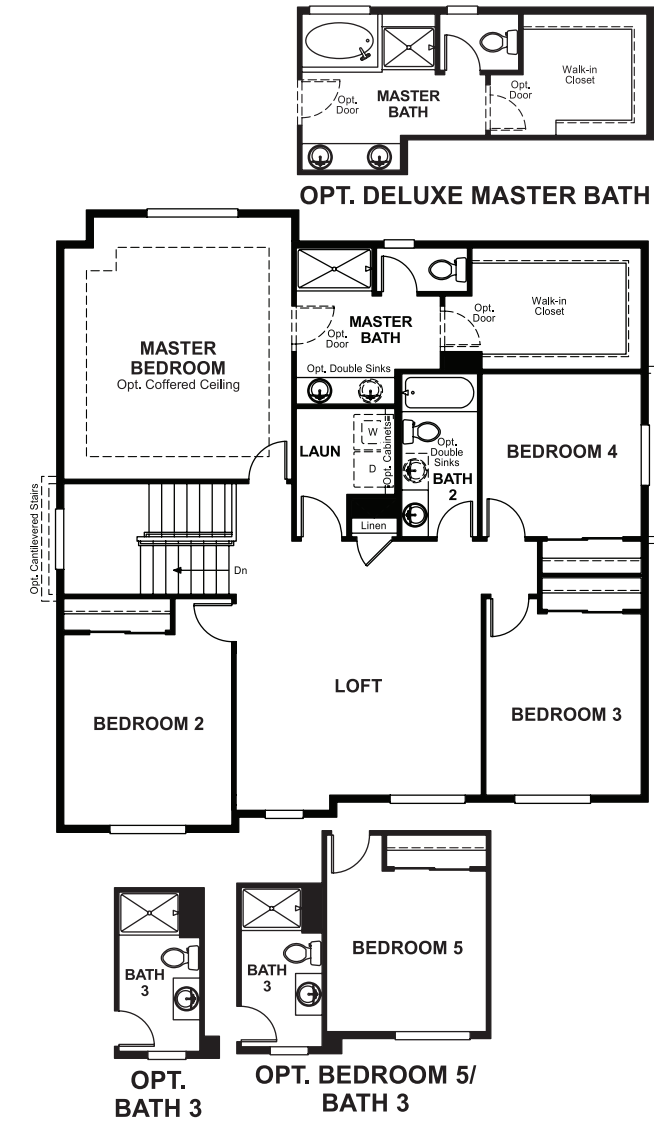 Opt.
Door
MASTER
BATH
Opt.
Door
Walk-in
Closet
OPT. DELUXE MASTER BATH
MASTER
BEDROOM
Opt. Coffered Ceiling
Opt.
Door
MASTER
BATH
Opt. Double Sinks
Opt.
Door
Walk-in
Closet
LAUN
W
D
Opt. Cabinets
Linen
Opt.
Double
Sinks
BATH
2
BEDROOM 4
Opt. Cantilevered Stairs
Dn
LOFT
BEDROOM 2
BEDROOM 3
BATH
3
OPT.
BATH 3
BATH
3
BEDROOM 5
OPT. BEDROOM 5/
BATH 3